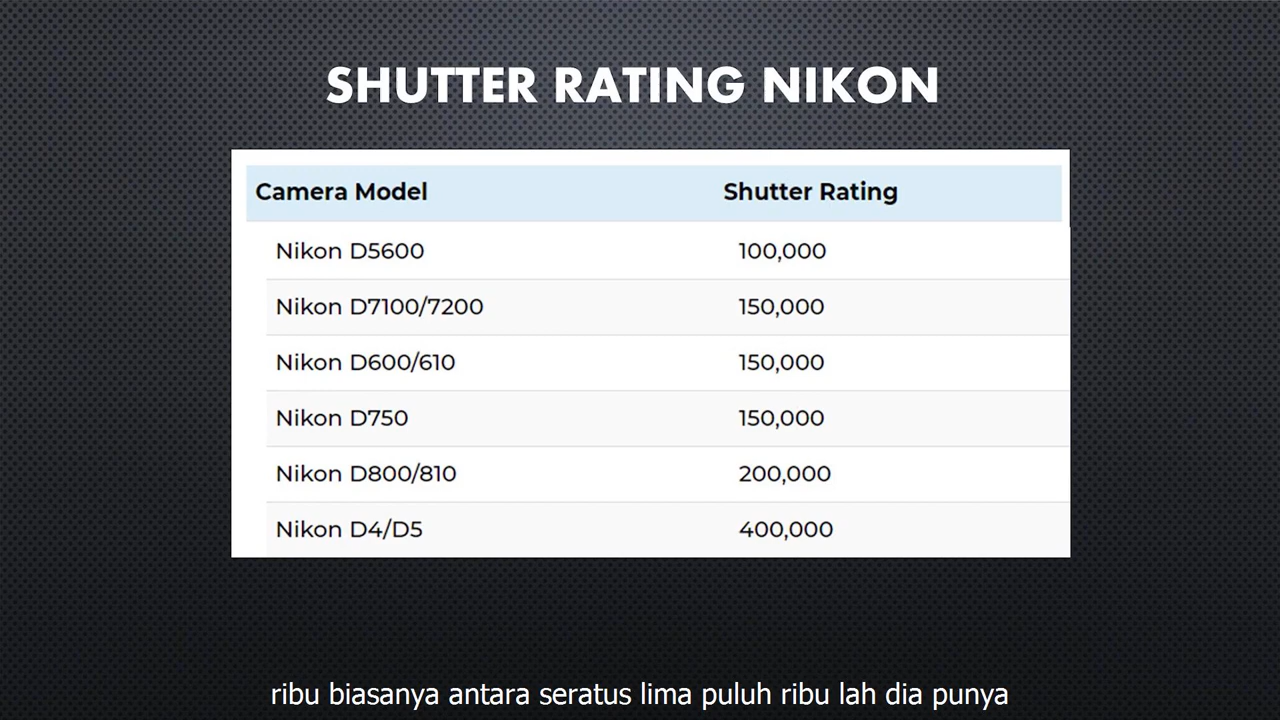 SHUTTER RATING NIKON
Camera Model Shutter Rating
Nikon D5600 100,000
Nikon D7100/7200 150,000
Nikon D600/610 150,000
Nikon D750 150,000
Nikon D800/810 200,000
Nikon D4/D5 400,000
ribu biasanya antara seratus lima puluh ribu lah dia punya